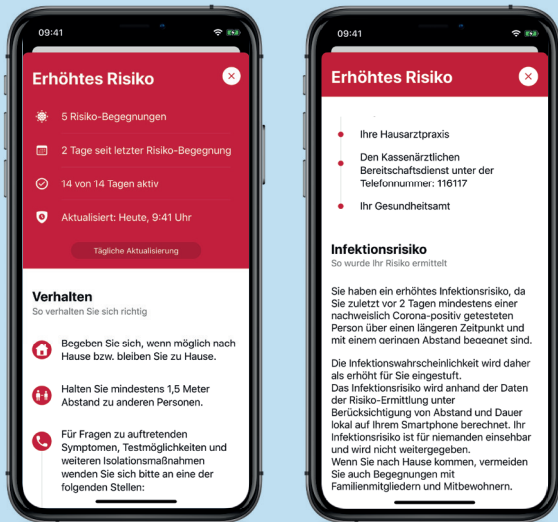 09:41
Erhöhtes Risiko
5 Risiko-Begegnungen
2 Tage seit letzter Risiko-Begegnung
14 von 14 Tagen aktiv
Aktualisiert: Heute, 9:41 Uhr
Tägliche Aktualisierung
Verhalten
So verhalten Sie sich richtig
Begeben Sie sich, wenn möglich nach
Hause bzw. bleiben Sie zu Hause.
Halten Sie mindestens 1,5 Meter
Abstand zu anderen Personen.
Für Fragen zu auftretenden
Symptomen, Testmöglichkeiten und
weiteren Isolationsmaßnahmen
wenden Sie sich bitte an eine der
folgenden Stellen:
09:41
Erhöhtes Risiko
Ihre Hausarztpraxis
Den Kassenärztlichen
Bereitschaftsdienst unter der
Telefonnummer: 116117
Ihr Gesundheitsamt
Infektionsrisiko
So wurde Ihr Risiko ermittelt
Sie haben ein erhöhtes Infektionsrisiko, da
Sie zuletzt vor 2 Tagen mindestens einer
nachweislich Corona-positiv getesteten
Person über einen längeren Zeitpunkt und
mit einem geringen Abstand begegnet sind.
Die Infektionswahrscheinlichkeit wird daher
als erhöht für Sie eingestuft.
Das Infektionsrisiko wird anhand der Daten
der Risiko-Ermittlung unter
Berücksichtigung von Abstand und Dauer
lokal auf Ihrem Smartphone berechnet. Ihr
Infektionsrisiko ist für niemanden einsehbar
und wird nicht weitergegeben.
Wenn Sie nach Hause kommen, vermeiden
Sie auch Begegnungen mit
Familienmitgliedern und Mitbewohnern.